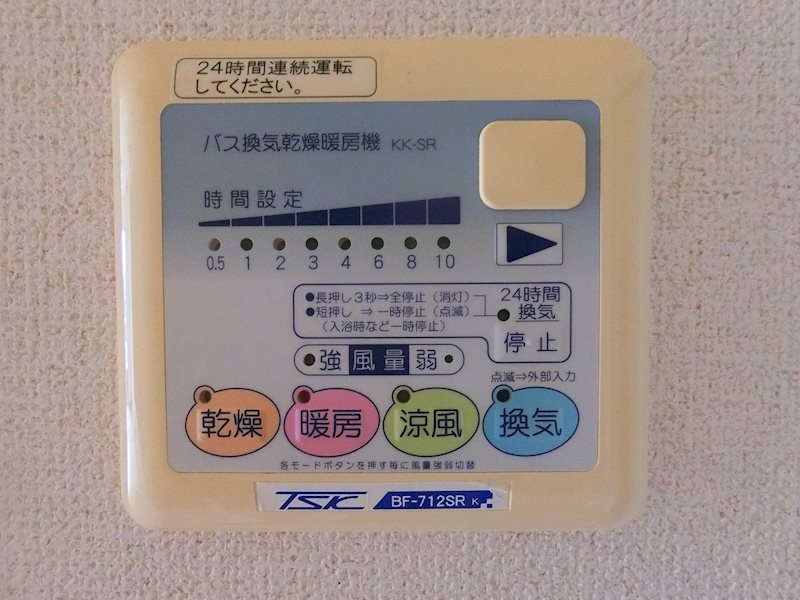 24時間連続運転
してください。
バス換気乾燥暖房機 KK-SR
時間設定
0.5 1 2 3 4 6 8 10
●長押し3秒⇒全停止（消灯）
●短押し ⇒一時停止（点滅）
（入浴時など一時停止）
24時間
換気
停止
強 風量 弱
点滅⇒外部入力
乾燥 暖房 涼風 換気
各モードボタンを押す毎に風量強弱切替
TSK BF-712SR K